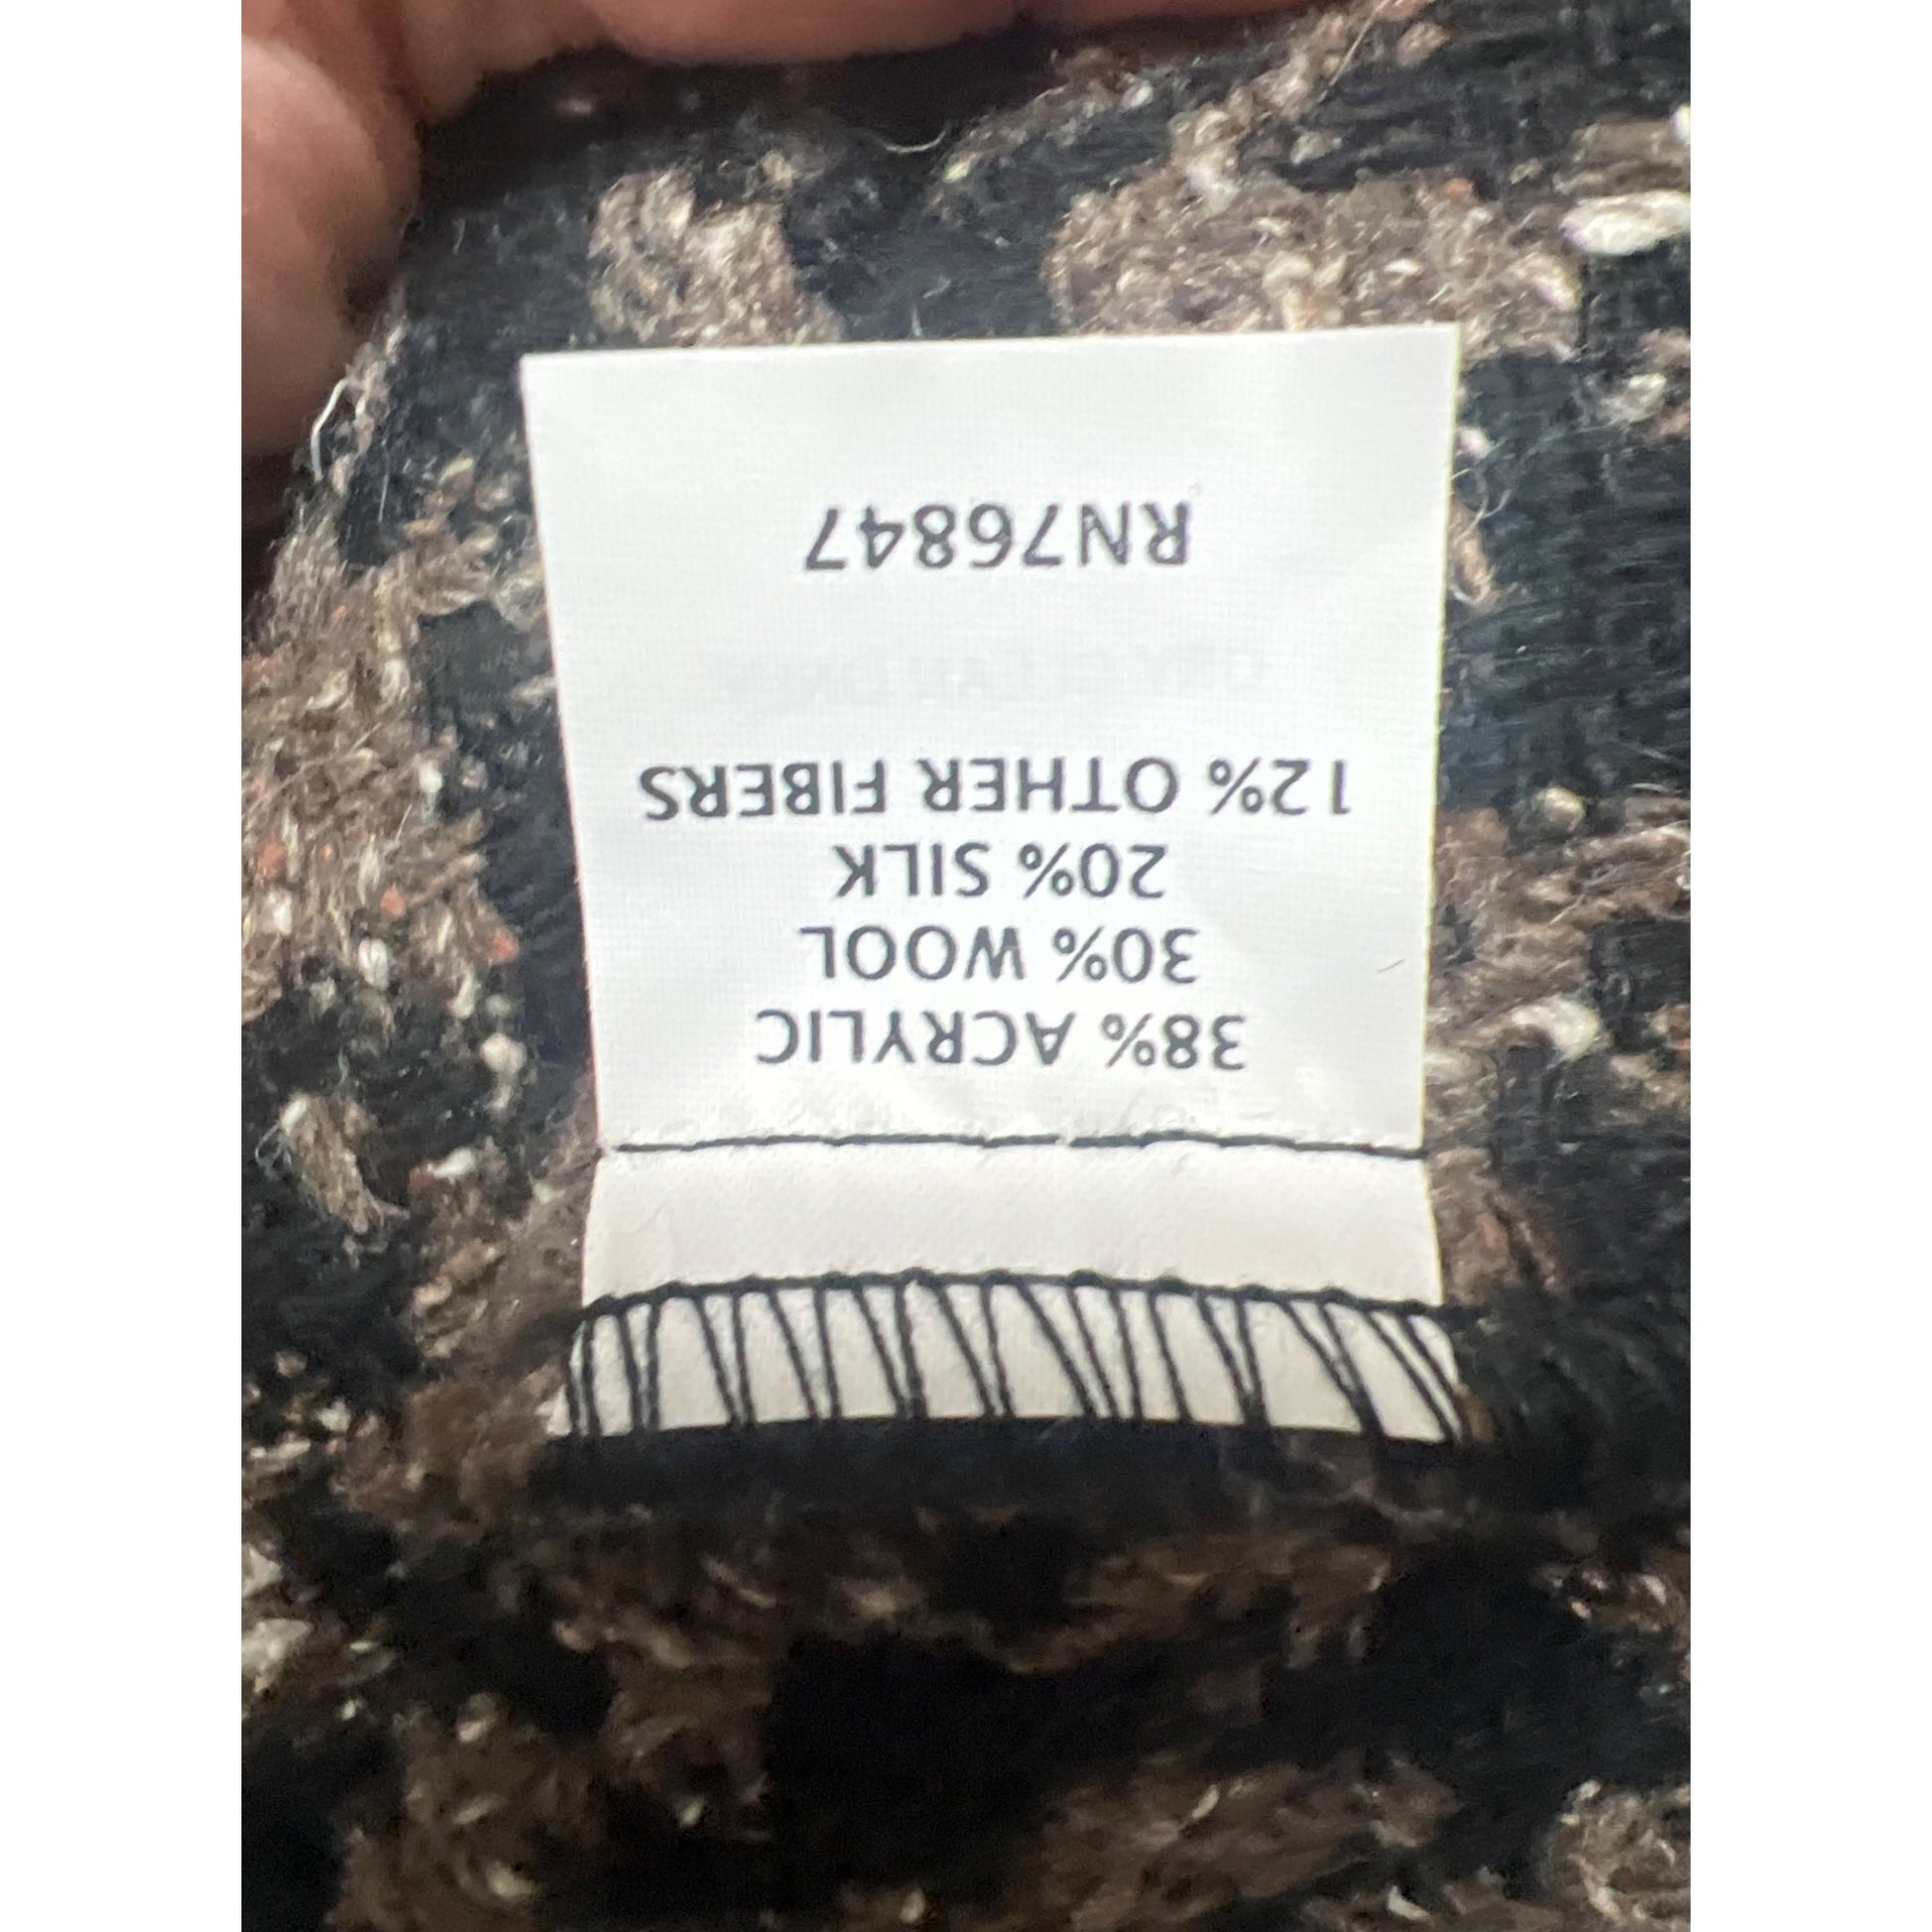 38% ACRYLIC
30% WOOL
20% SILK
12% OTHER FIBERS
RN76847